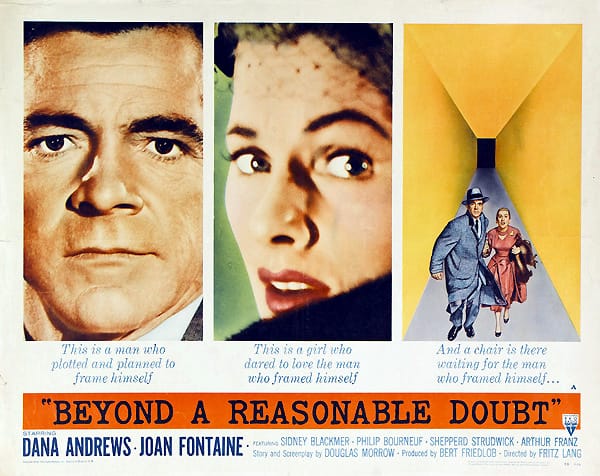 This is a man who
plotted and planned to
frame himself
This is a girl who
dared to love the man
who framed himself
And a chair is there
waiting for the man
who framed himself...
"BEYOND A REASONABLE DOUBT"
STARRING
DANA ANDREWS · JOAN FONTAINE · FEATURING SIDNEY BLACKMER · PHILIP BOURNEUF · SHEPPERD STRUDWICK · ARTHUR FRANZ
Story and Screenplay by DOUGLAS MORROW · Produced by BERT FRIEDLOB · Directed by FRITZ LANG